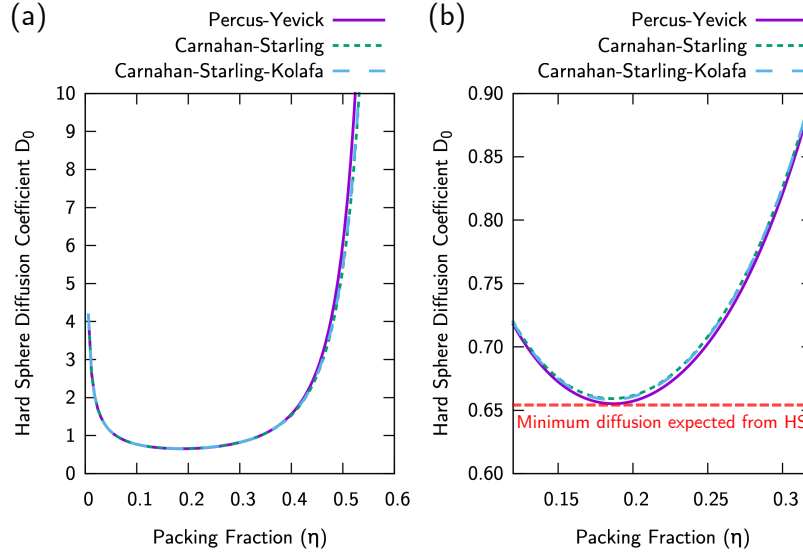 (a)
Percus-Yevick
Carnahan-Starling
Carnahan-Starling-Kolafa
10
9
8
7
6
5
4
3
2
1
0
Hard Sphere Diffusion Coefficient D₀
0 0.1 0.2 0.3 0.4 0.5 0.6
Packing Fraction (η)
(b)
Percus-Yevick
Carnahan-Starling
Carnahan-Starling-Kolafa
0.90
0.85
0.80
0.75
0.70
0.65
0.60
Hard Sphere Diffusion Coefficient D₀
Minimum diffusion expected from HS
0.15 0.2 0.25 0.3
Packing Fraction (η)